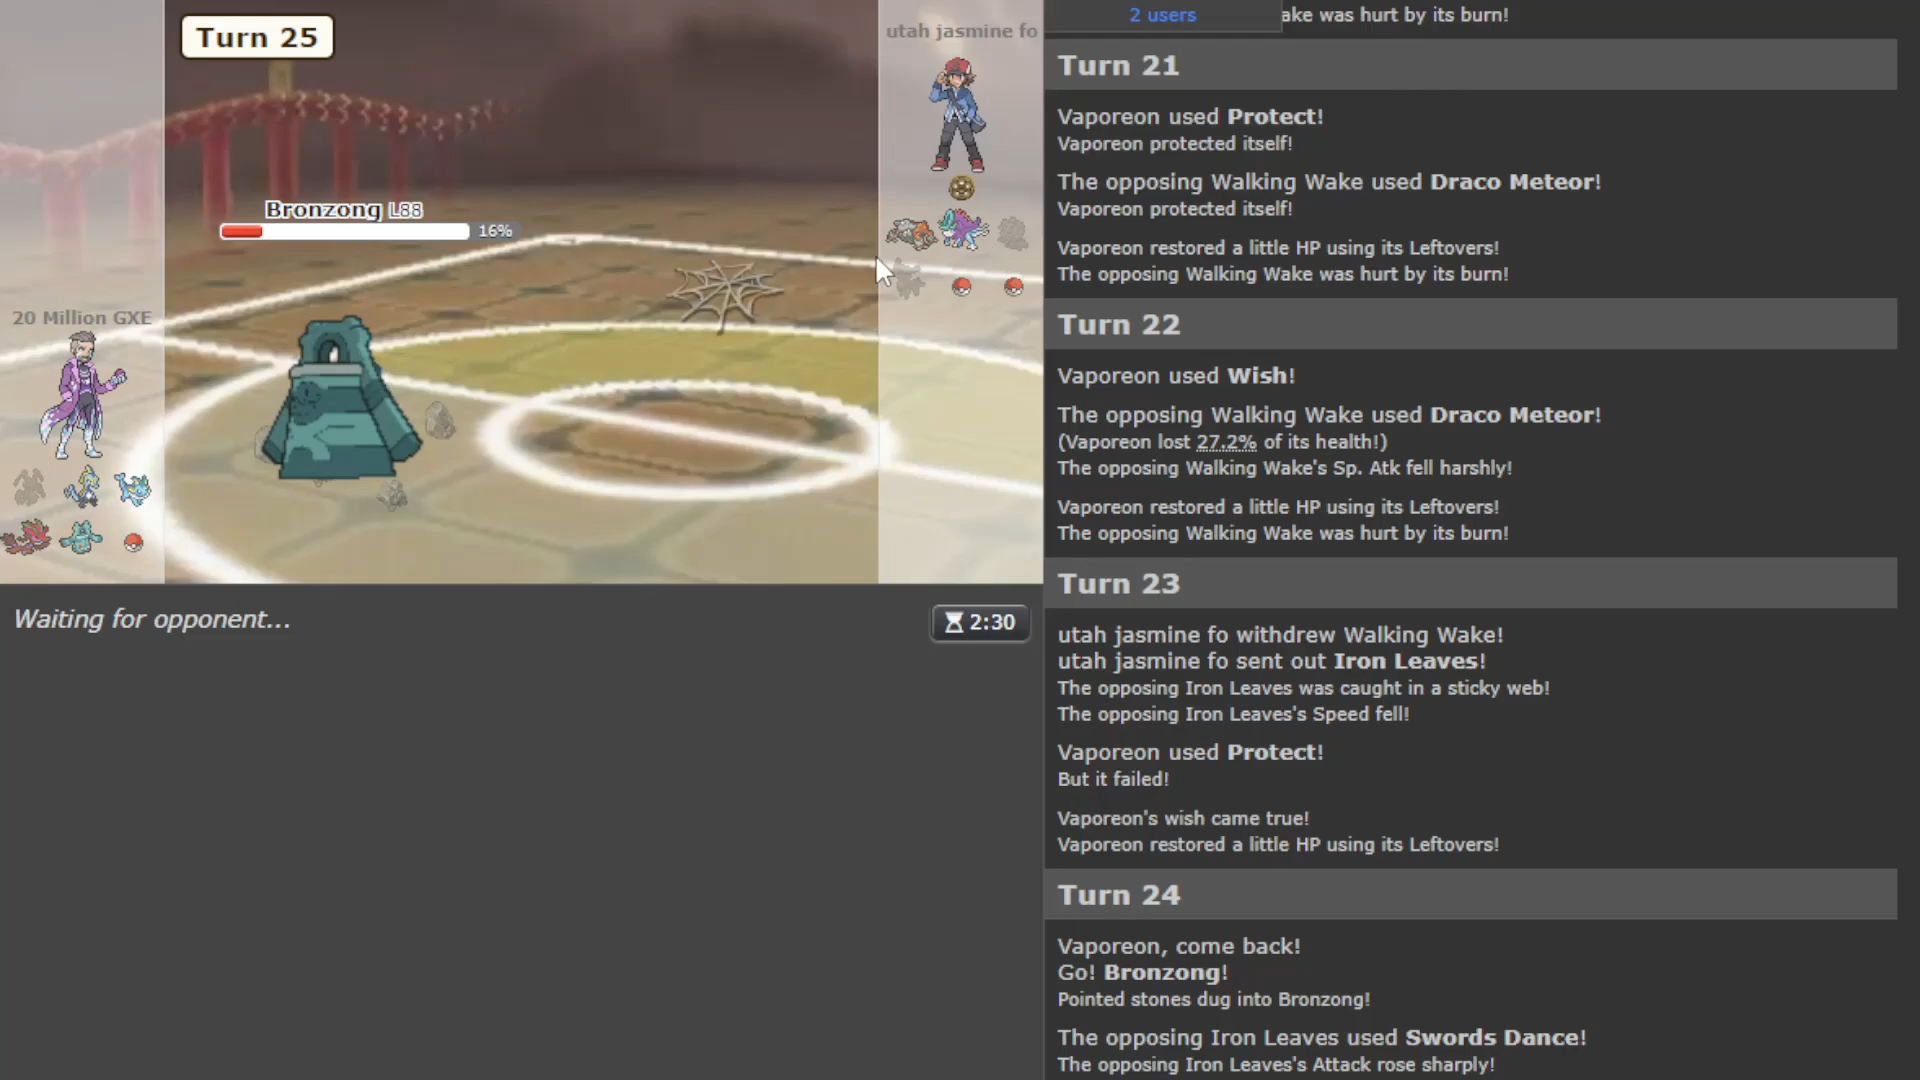 Turn 25
utah jasmine fo
Bronzong L88
16%
20 Million GXE
Waiting for opponent...
2:30
2 users
ake was hurt by its burn!
Turn 21
Vaporeon used Protect!
Vaporeon protected itself!
The opposing Walking Wake used Draco Meteor!
Vaporeon protected itself!
Vaporeon restored a little HP using its Leftovers!
The opposing Walking Wake was hurt by its burn!
Turn 22
Vaporeon used Wish!
The opposing Walking Wake used Draco Meteor!
(Vaporeon lost 27.2% of its health!)
The opposing Walking Wake's Sp. Atk fell harshly!
Vaporeon restored a little HP using its Leftovers!
The opposing Walking Wake was hurt by its burn!
Turn 23
utah jasmine fo withdrew Walking Wake!
utah jasmine fo sent out Iron Leaves!
The opposing Iron Leaves was caught in a sticky web!
The opposing Iron Leaves's Speed fell!
Vaporeon used Protect!
But it failed!
Vaporeon's wish came true!
Vaporeon restored a little HP using its Leftovers!
Turn 24
Vaporeon, come back!
Go! Bronzong!
Pointed stones dug into Bronzong!
The opposing Iron Leaves used Swords Dance!
The opposing Iron Leaves's Attack rose sharply!